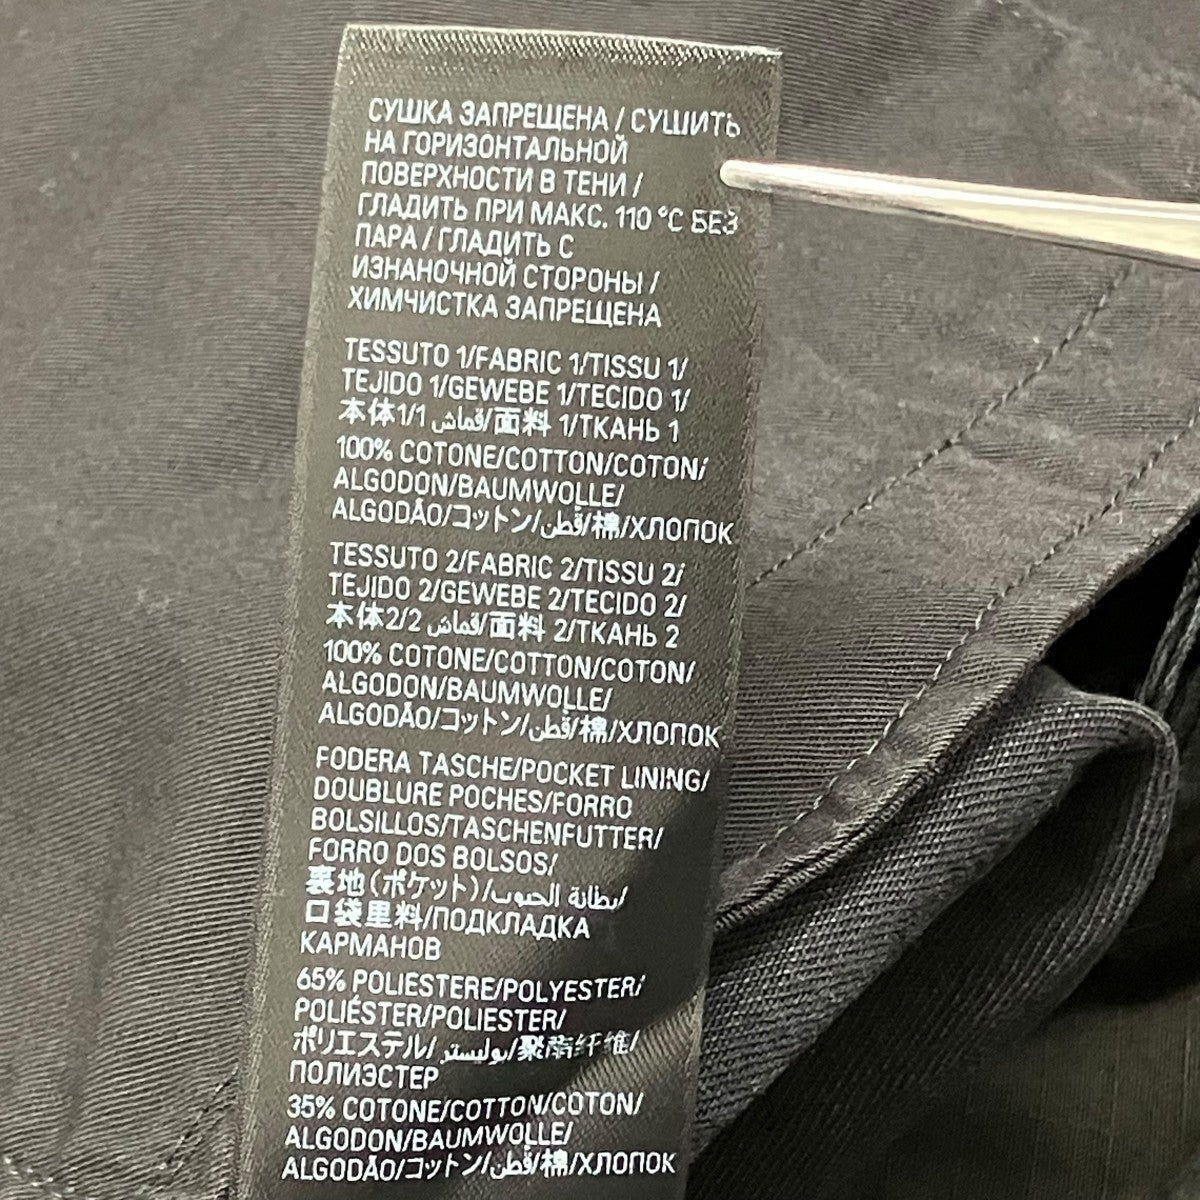 СУШКА ЗАПРЕЩЕНА / СУШИТЬ
НА ГОРИЗОНТАЛЬНОЙ
ПОВЕРХНОСТИ В ТЕНИ /
ГЛАДИТЬ ПРИ МАКС. 110 °C БЕЗ
ПАРА / ГЛАДИТЬ С
ИЗНАНОЧНОЙ СТОРОНЫ /
ХИМЧИСТКА ЗАПРЕЩЕНА
TESSUTO 1/FABRIC 1/TISSU 1/
TEJIDO 1/GEWEBE 1/TECIDO 1/
本体1/1 قماش/面料 1/ТКАНЬ 1
100% COTONE/COTTON/COTON/
ALGODON/BAUMWOLLE/
ALGODÃO/コットン/قطن/棉/ХЛОПОК
TESSUTO 2/FABRIC 2/TISSU 2/
TEJIDO 2/GEWEBE 2/TECIDO 2/
本体2/2 قماش/面料 2/ТКАНЬ 2
100% COTONE/COTTON/COTON/
ALGODON/BAUMWOLLE/
ALGODÃO/コットン/قطن/棉/ХЛОПОК
FODERA TASCHE/POCKET LINING/
DOUBLURE POCHES/FORRO
BOLSILLOS/TASCHENFUTTER/
FORRO DOS BOLSOS/
裏地(ポケット)/بطانة الجيوب/
口袋里料/ПОДКЛАДКА
КАРМАНОВ
65% POLIESTERE/POLYESTER/
POLIÉSTER/POLIESTER/
ポリエステル/بوليستر/聚酯纤维/
ПОЛИЭСТЕР
35% COTONE/COTTON/COTON/
ALGODON/BAUMWOLLE/
ALGODÃO/コットン/قطن/棉/ХЛОПОК